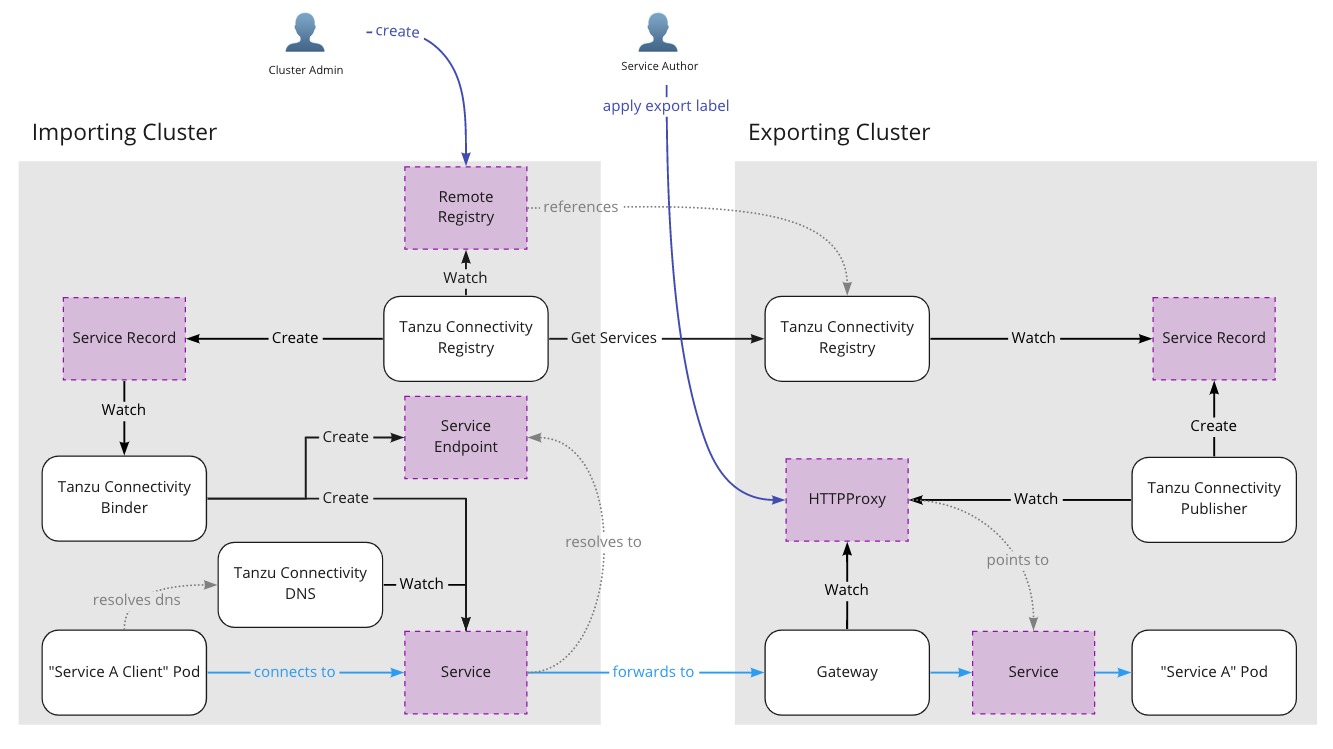 create
Cluster Admin
Service Author
apply export label
Importing Cluster
Exporting Cluster
Remote
Registry
references
Watch
Service Record
Create
Tanzu Connectivity
Registry
Get Services
Tanzu Connectivity
Registry
Watch
Service Record
Watch
Service
Endpoint
Create
Create
Tanzu Connectivity
Binder
Create
HTTPProxy
Watch
Tanzu Connectivity
Publisher
resolves to
points to
Tanzu Connectivity
DNS
Watch
Watch
resolves dns
"Service A Client" Pod
connects to
Service
forwards to
Gateway
Service
"Service A" Pod